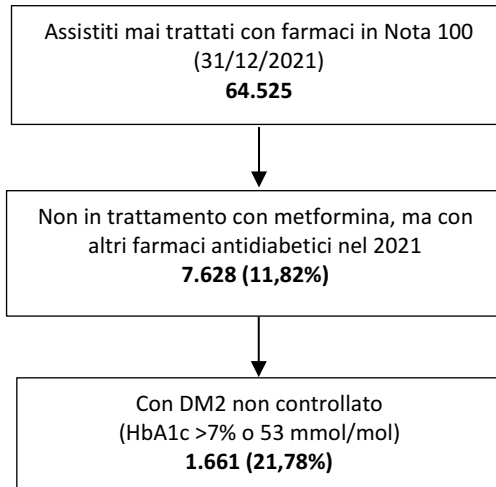 Assistiti mai trattati con farmaci in Nota 100
(31/12/2021)
64.525
Non in trattamento con metformina, ma con
altri farmaci antidiabetici nel 2021
7.628 (11,82%)
Con DM2 non controllato
(HbA1c >7% o 53 mmol/mol)
1.661 (21,78%)